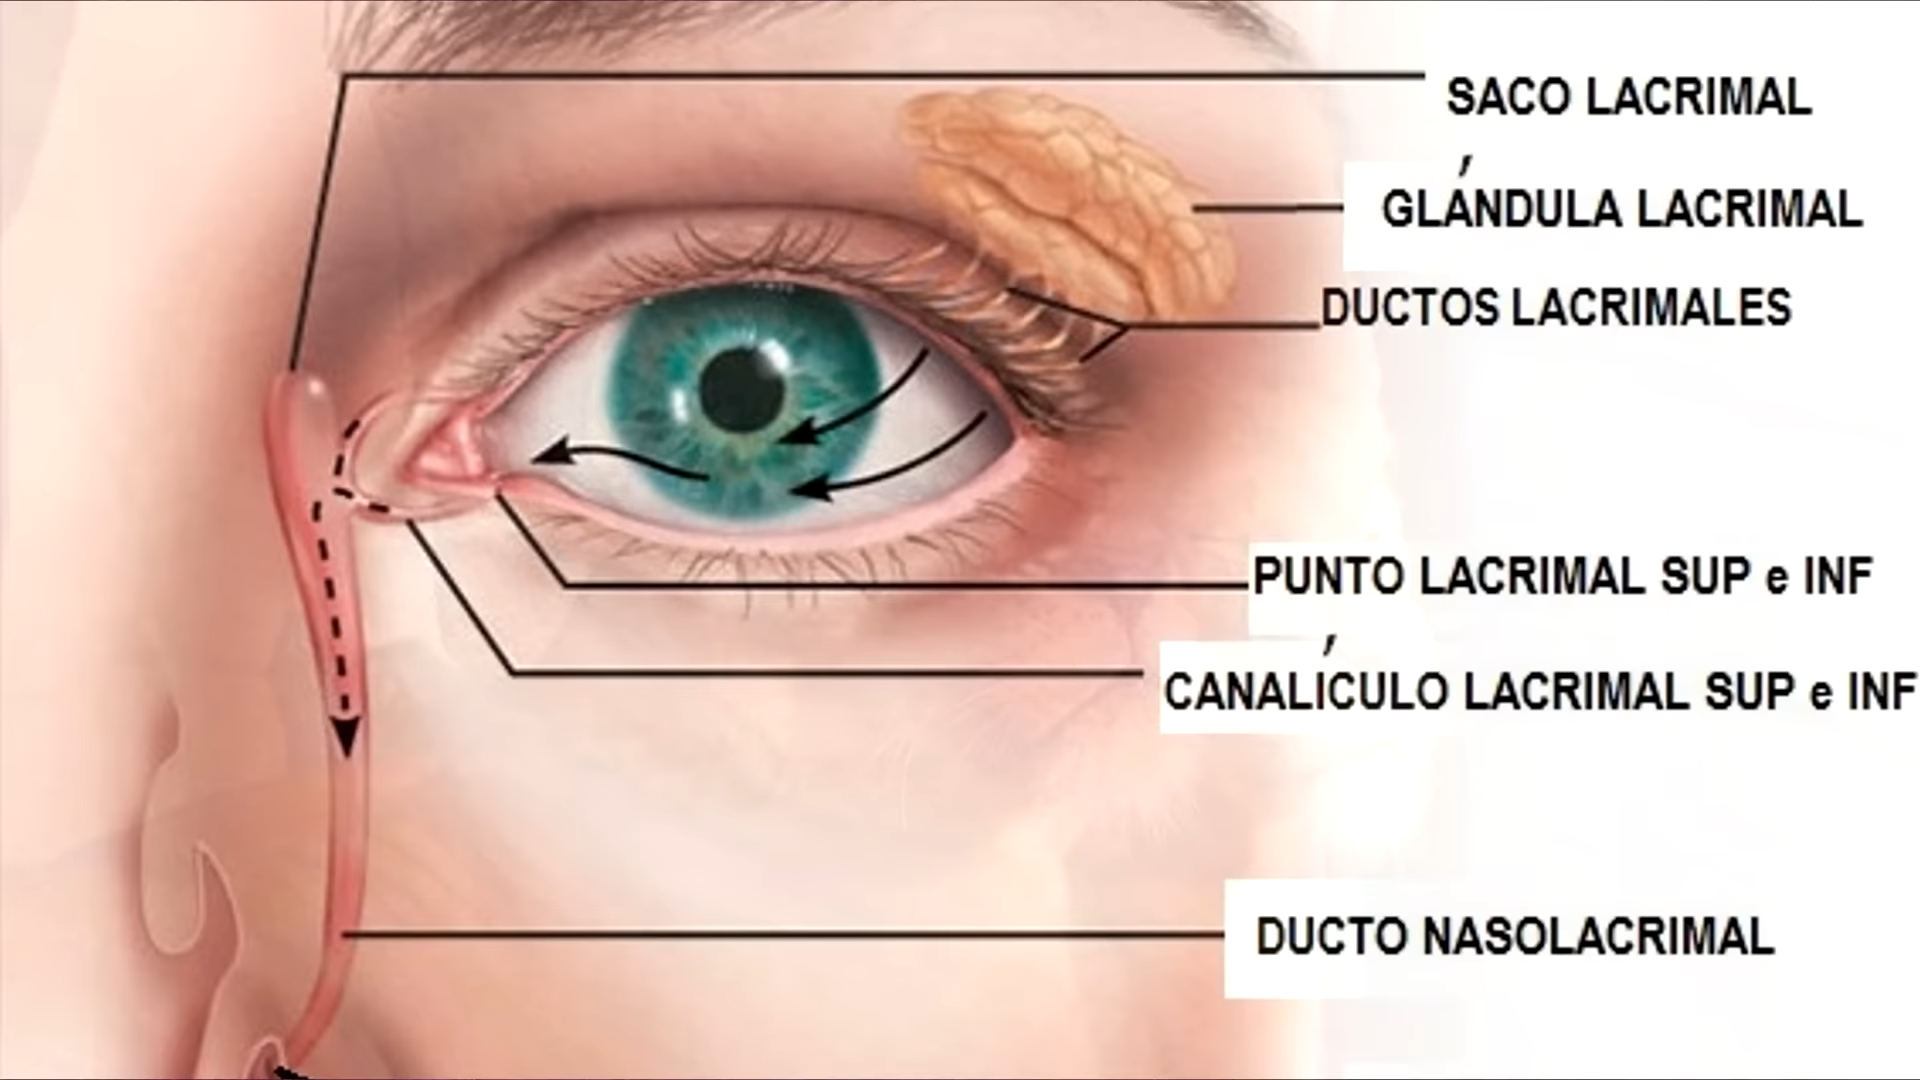 SACO LACRIMAL
GLÁNDULA LACRIMAL
DUCTOS LACRIMALES
PUNTO LACRIMAL SUP e INF
CANALÍCULO LACRIMAL SUP e INF
DUCTO NASOLACRIMAL